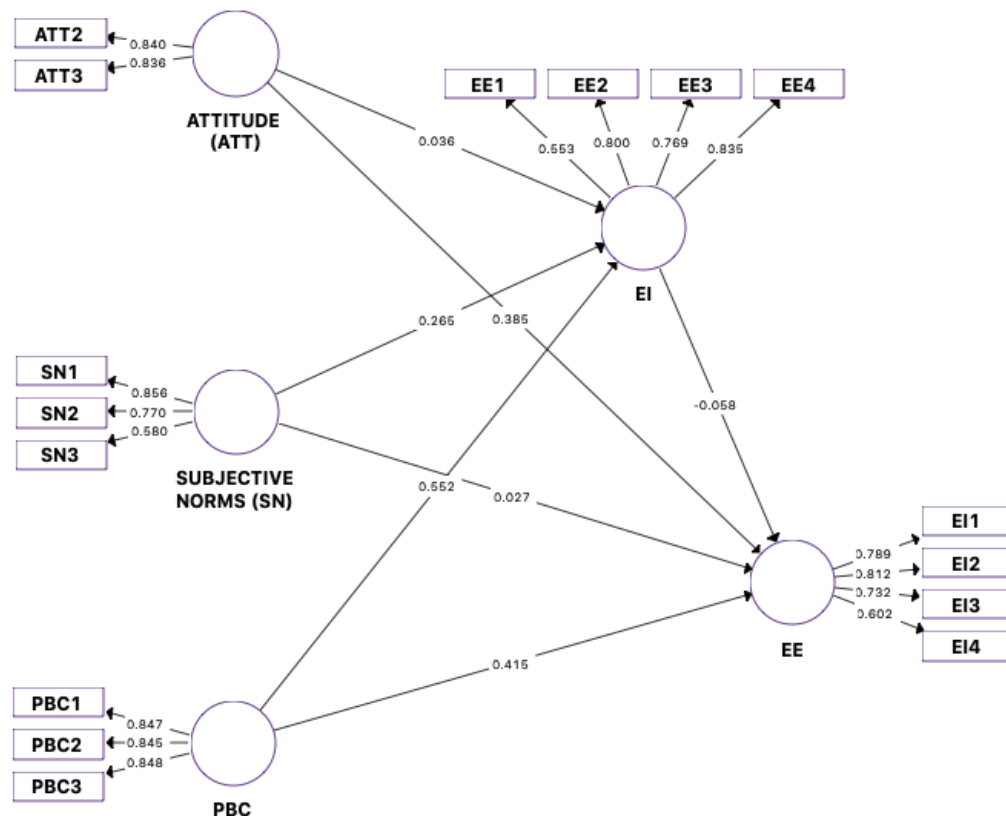 ATT2
0.840
ATT3
0.836
ATTITUDE
(ATT)
EE1
EE2
EE3
EE4
0.553
0.800
0.769
0.835
0.036
EI
0.265
0.385
SN1
0.856
SN2
0.770
SN3
0.580
SUBJECTIVE
NORMS (SN)
-0.058
0.552
0.027
EI1
0.789
EI2
0.812
EI3
0.732
EI4
0.602
EE
0.415
PBC1
0.847
PBC2
0.845
PBC3
0.848
PBC